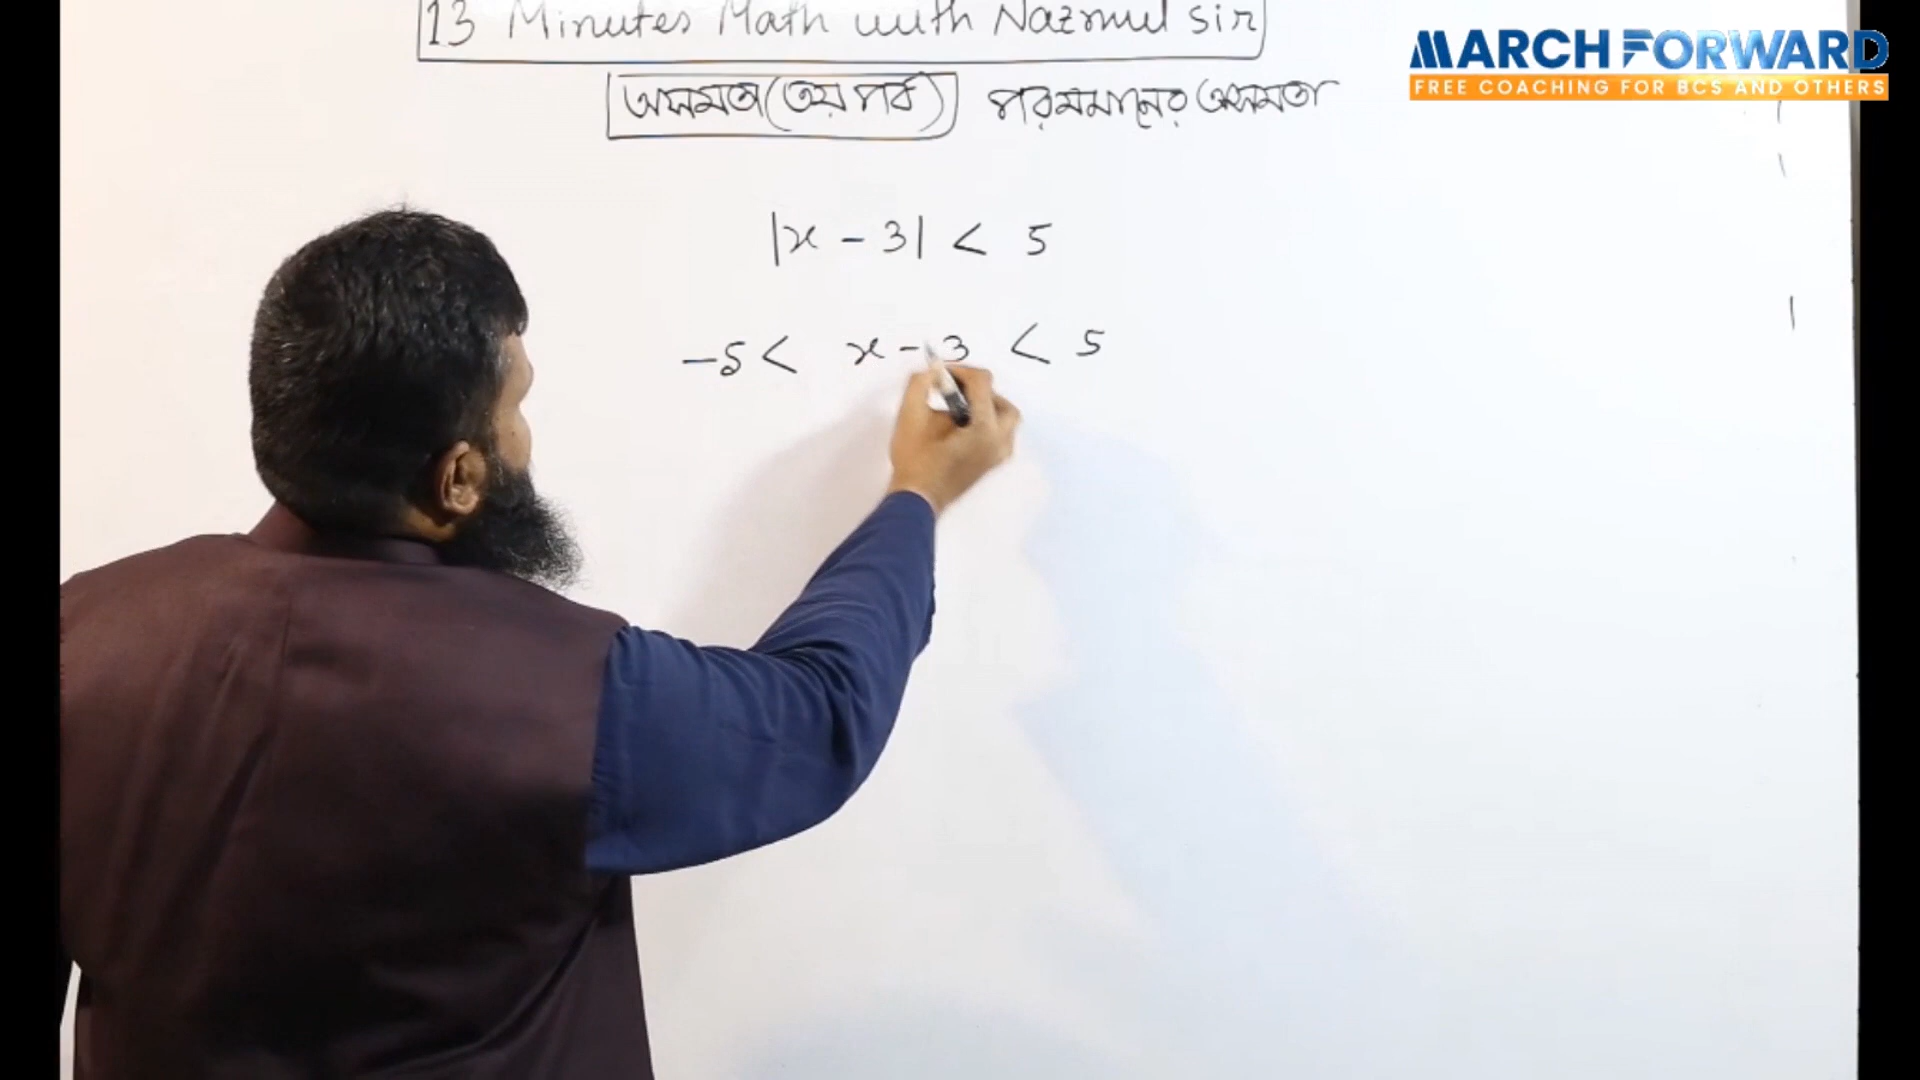 13 Minutes Math with Nazmul sir
MARCH FORWARD
FREE COACHING FOR BCS AND OTHERS
অসমতা (৩য় পর্ব) পরমমানের অসমতা
|x - 3| < 5
-5 < x - 3 < 5